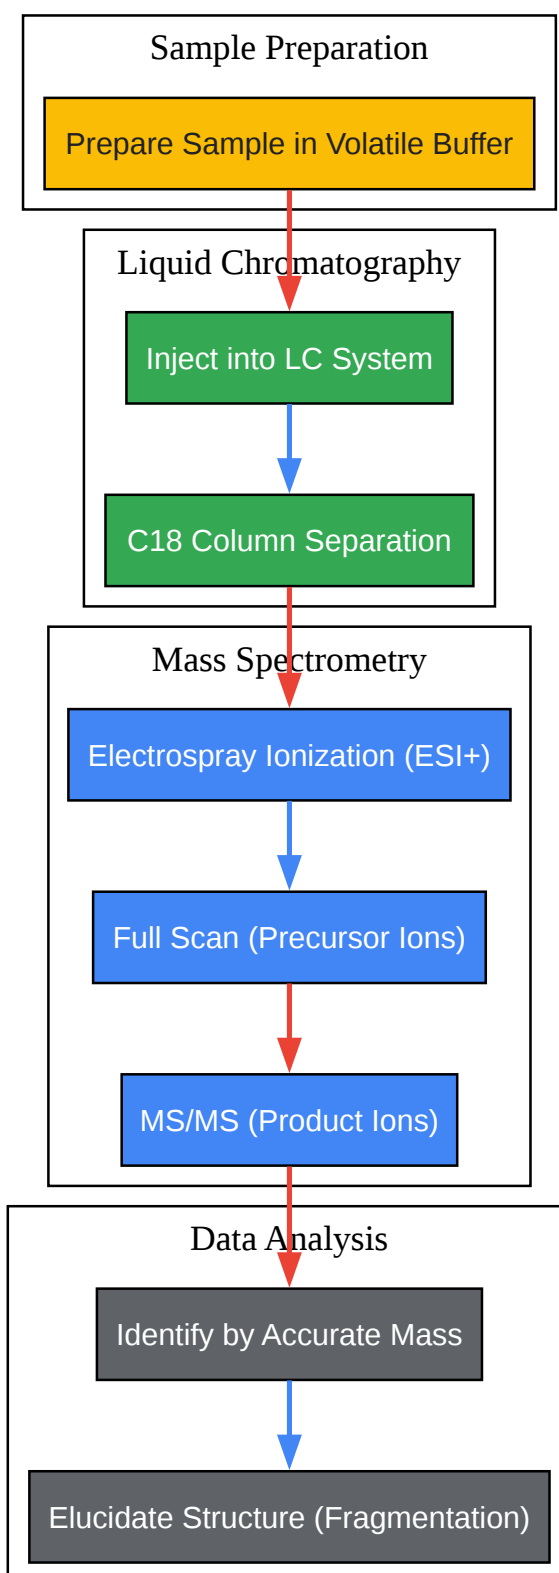 Sample Preparation
Prepare Sample in Volatile Buffer
Liquid Chromatography
Inject into LC System
C18 Column Separation
Mass Spectrometry
Electrospray Ionization (ESI+)
Full Scan (Precursor Ions)
MS/MS (Product Ions)
Data Analysis
Identify by Accurate Mass
Elucidate Structure (Fragmentation)